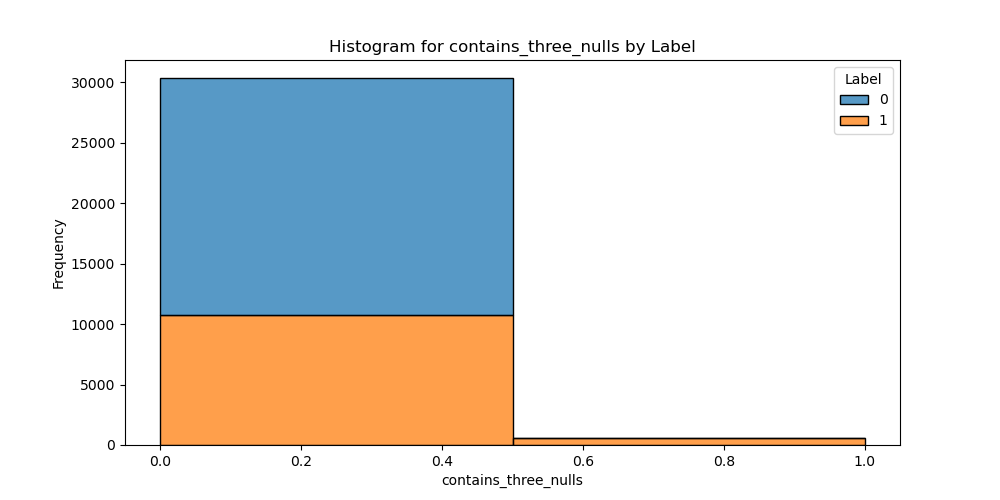 Histogram for contains_three_nulls by Label
Label
0
1
30000
25000
20000
15000
10000
5000
0
Frequency
0.0 0.2 0.4 0.6 0.8 1.0
contains_three_nulls